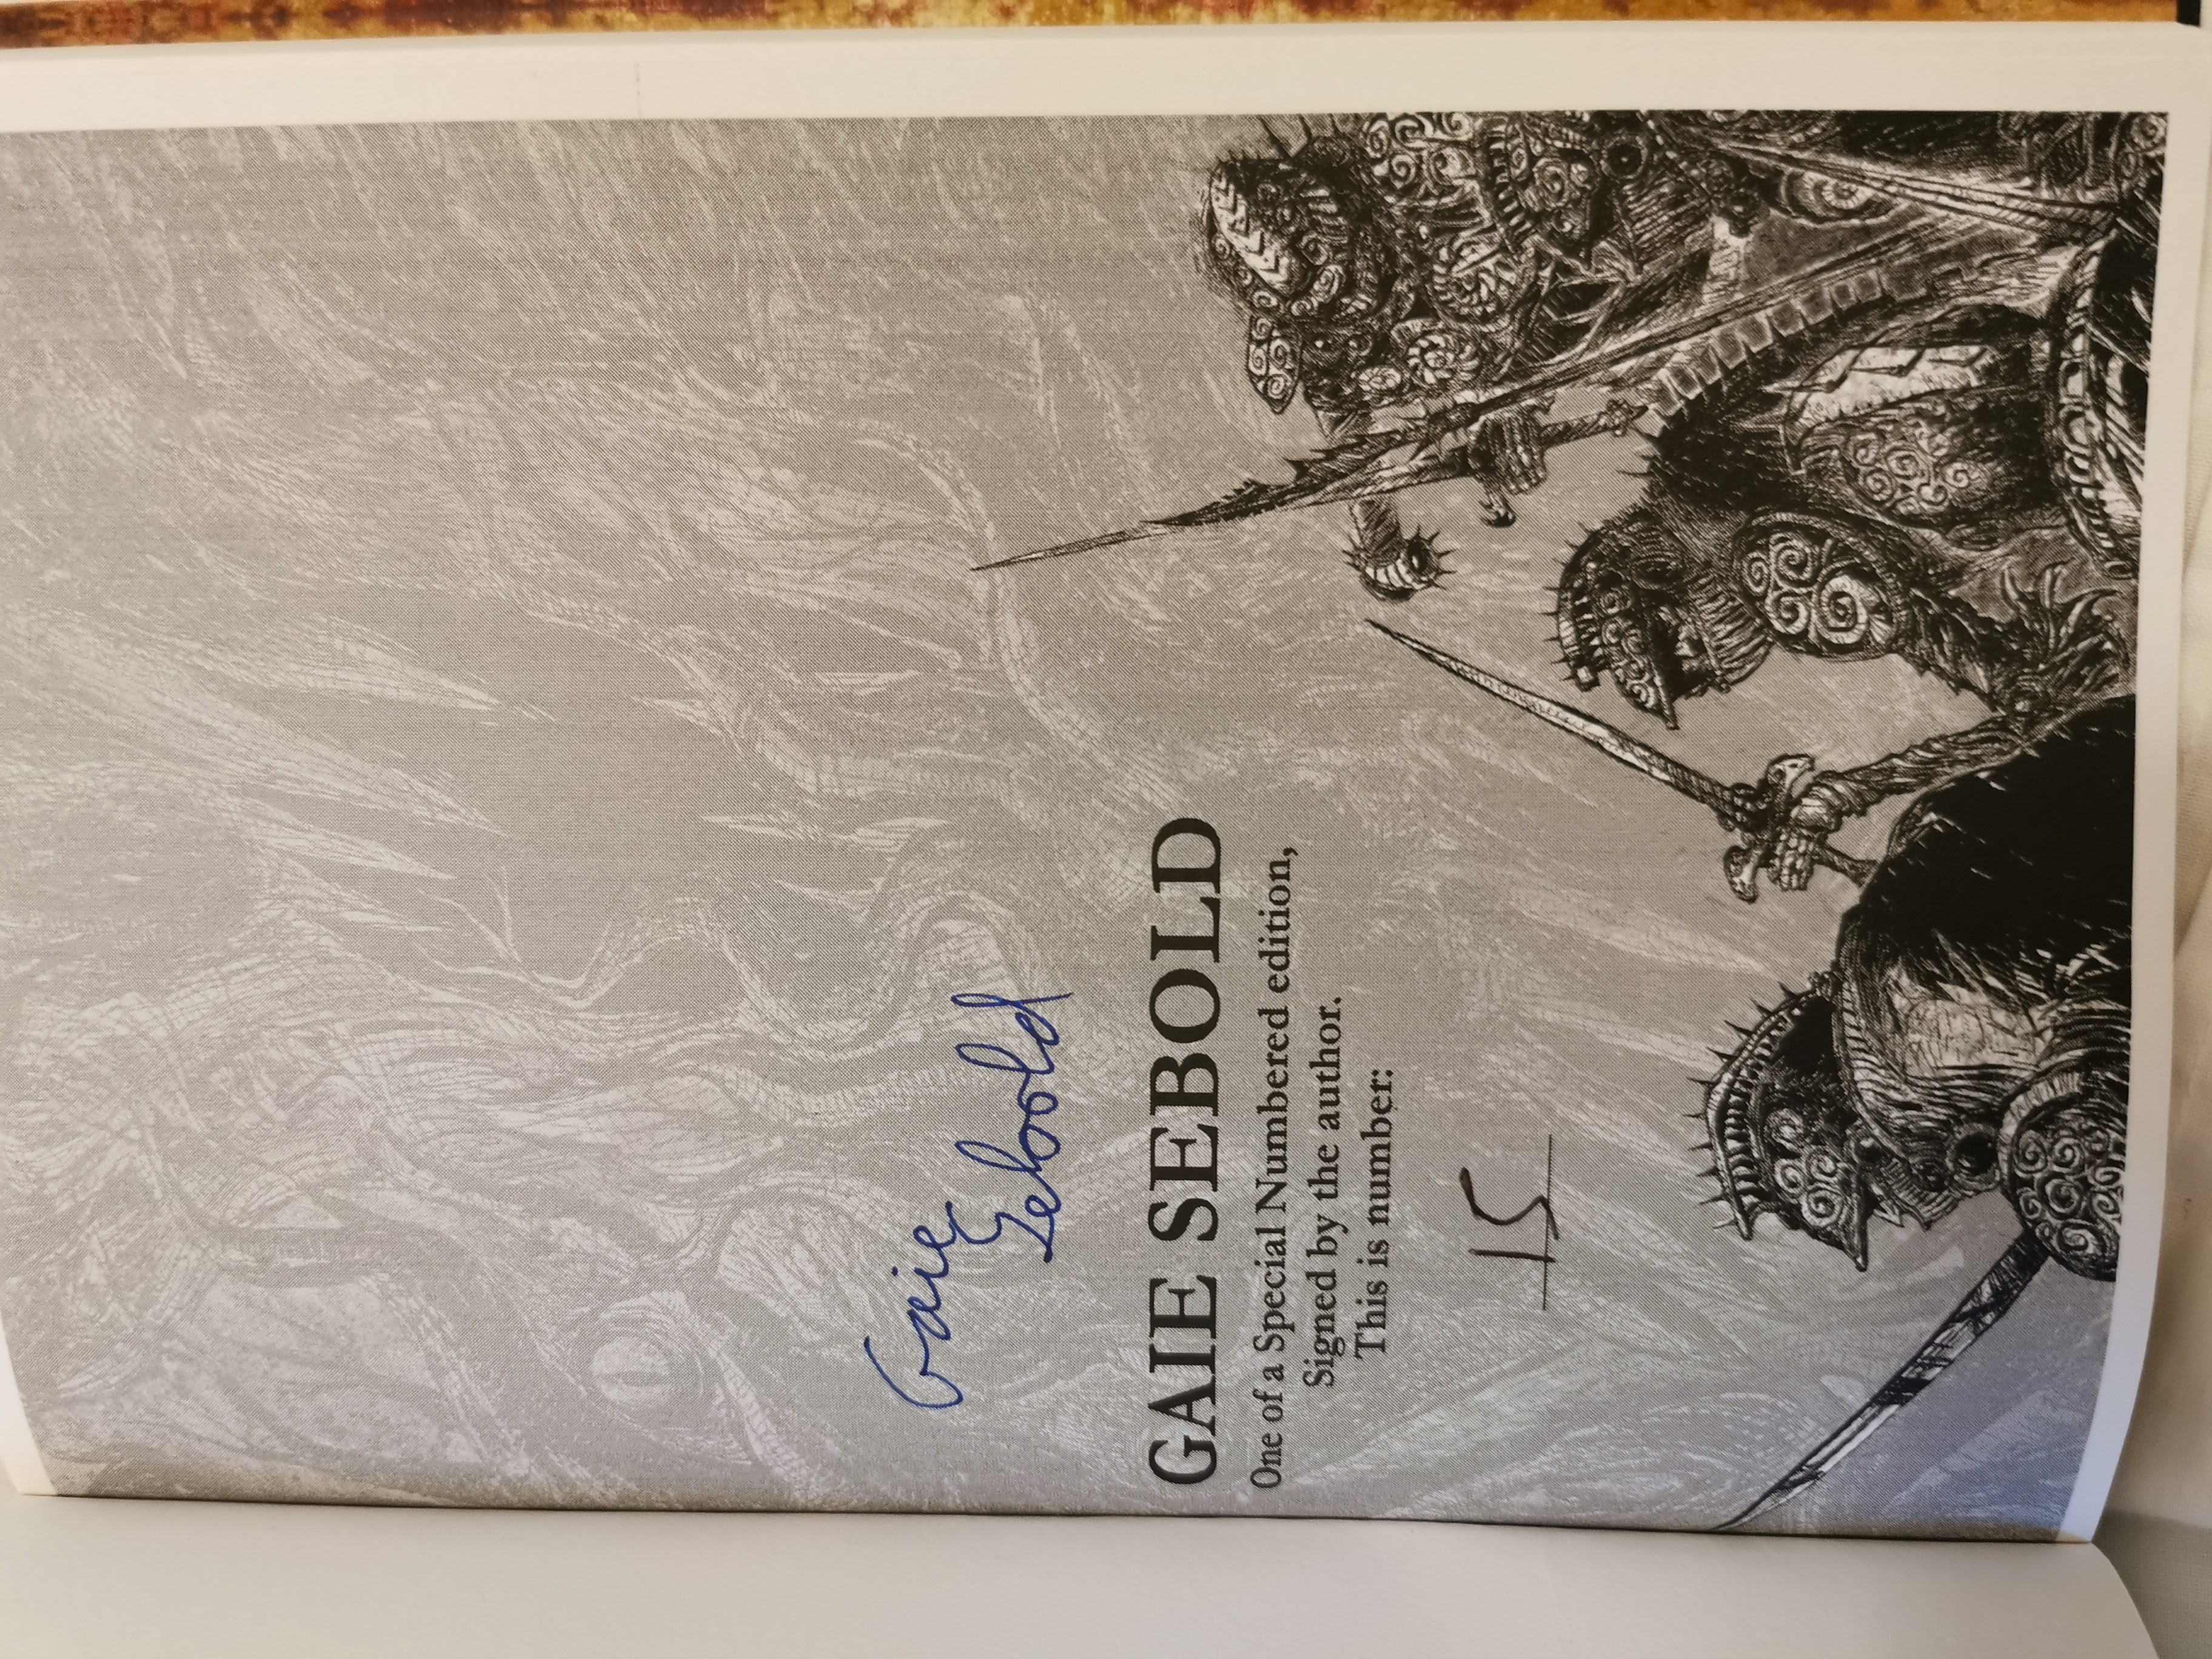 Gaie
Sebold
GAIE SEBOLD
One of a Special Numbered edition,
Signed by the author.
This is number:
15